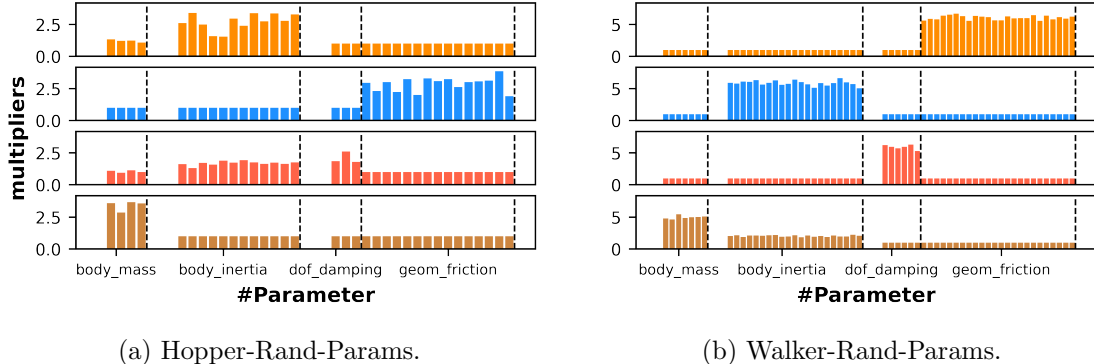 multipliers
2.5
0.0
2.5
0.0
2.5
0.0
2.5
0.0
body_mass body_inertia dof_damping geom_friction
#Parameter
(a) Hopper-Rand-Params.
5
0
5
0
5
0
5
0
body_mass body_inertia dof_damping geom_friction
#Parameter
(b) Walker-Rand-Params.